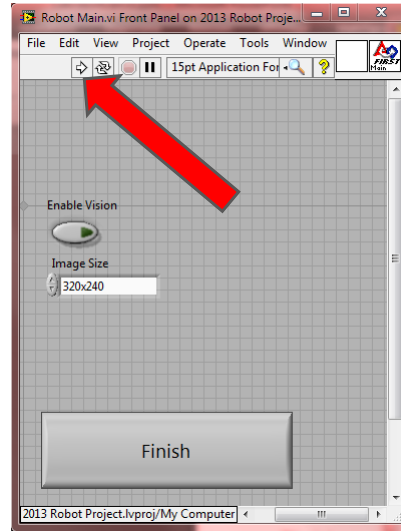 Robot Main.vi Front Panel on 2013 Robot Proje...
File Edit View Project Operate Tools Window
15pt Application For
FIRST
Main
Enable Vision
Image Size
320x240
Finish
2013 Robot Project.lvproj/My Computer